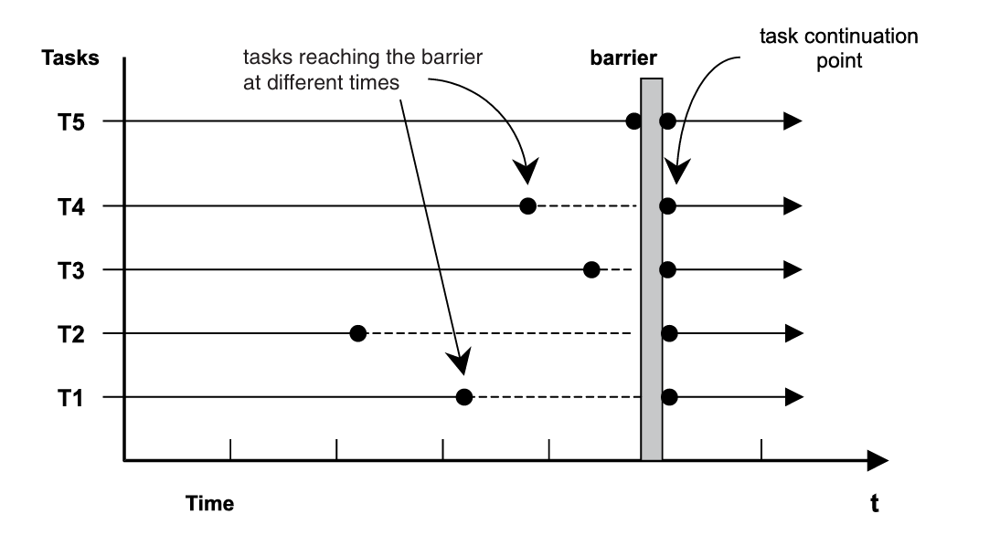 task continuation
point
Tasks
tasks reaching the barrier
at different times
barrier
T5
T4
T3
T2
T1
Time
t